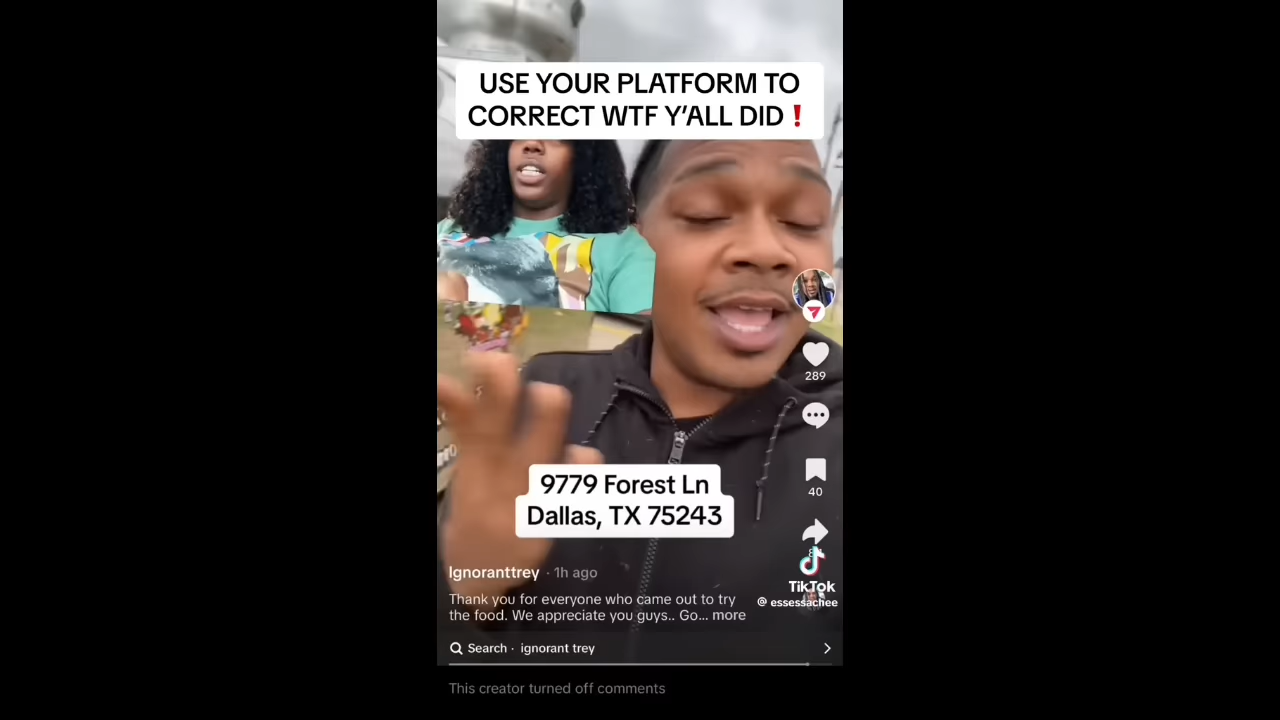 USE YOUR PLATFORM TO
CORRECT WTF Y'ALL DID❗
289
40
9779 Forest Ln
Dallas, TX 75243
TikTok
@ essessachee
Ignoranttrey · 1h ago
Thank you for everyone who came out to try
the food. We appreciate you guys.. Go... more
Search · ignorant trey
This creator turned off comments